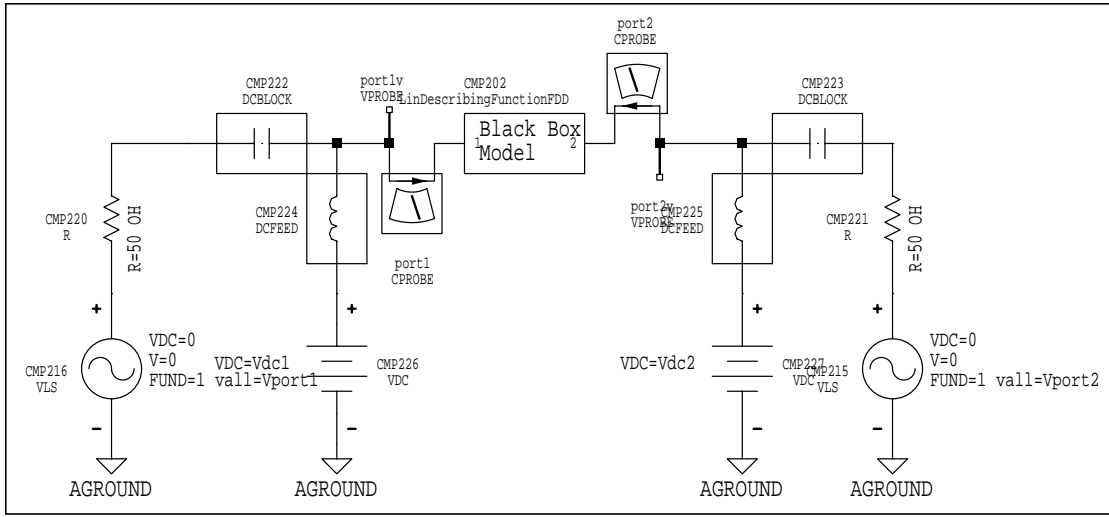 port2
CPROBE
CMP222
DCBLOCK
port1v
VPROBE
CMP202
LinDescribingFunctionFDD
CMP223
DCBLOCK
1
Black Box
Model
2
CMP220
R
R=50 OH
CMP224
DCFEED
port1
CPROBE
port2v
VPROBE
CMP225
DCFEED
CMP221
R
R=50 OH
+
+
+
+
CMP216
VLS
VDC=0
V=0
FUND=1 vall=Vport1
VDC=Vdc1
CMP226
VDC
VDC=Vdc2
CMP227
VDC
CMP215
VLS
VDC=0
V=0
FUND=1 vall=Vport2
-
-
-
-
AGROUND
AGROUND
AGROUND
AGROUND